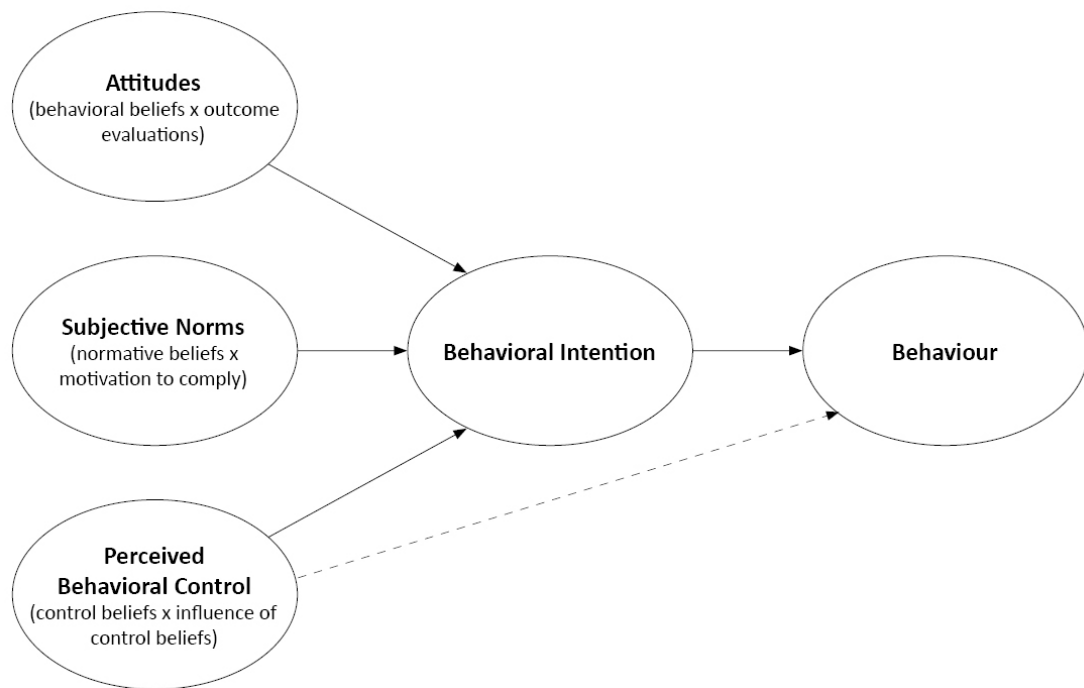 Attitudes
(behavioral beliefs x outcome
evaluations)
Subjective Norms
(normative beliefs x
motivation to comply)
Behavioral Intention
Behaviour
Perceived
Behavioral Control
(control beliefs x influence of
control beliefs)